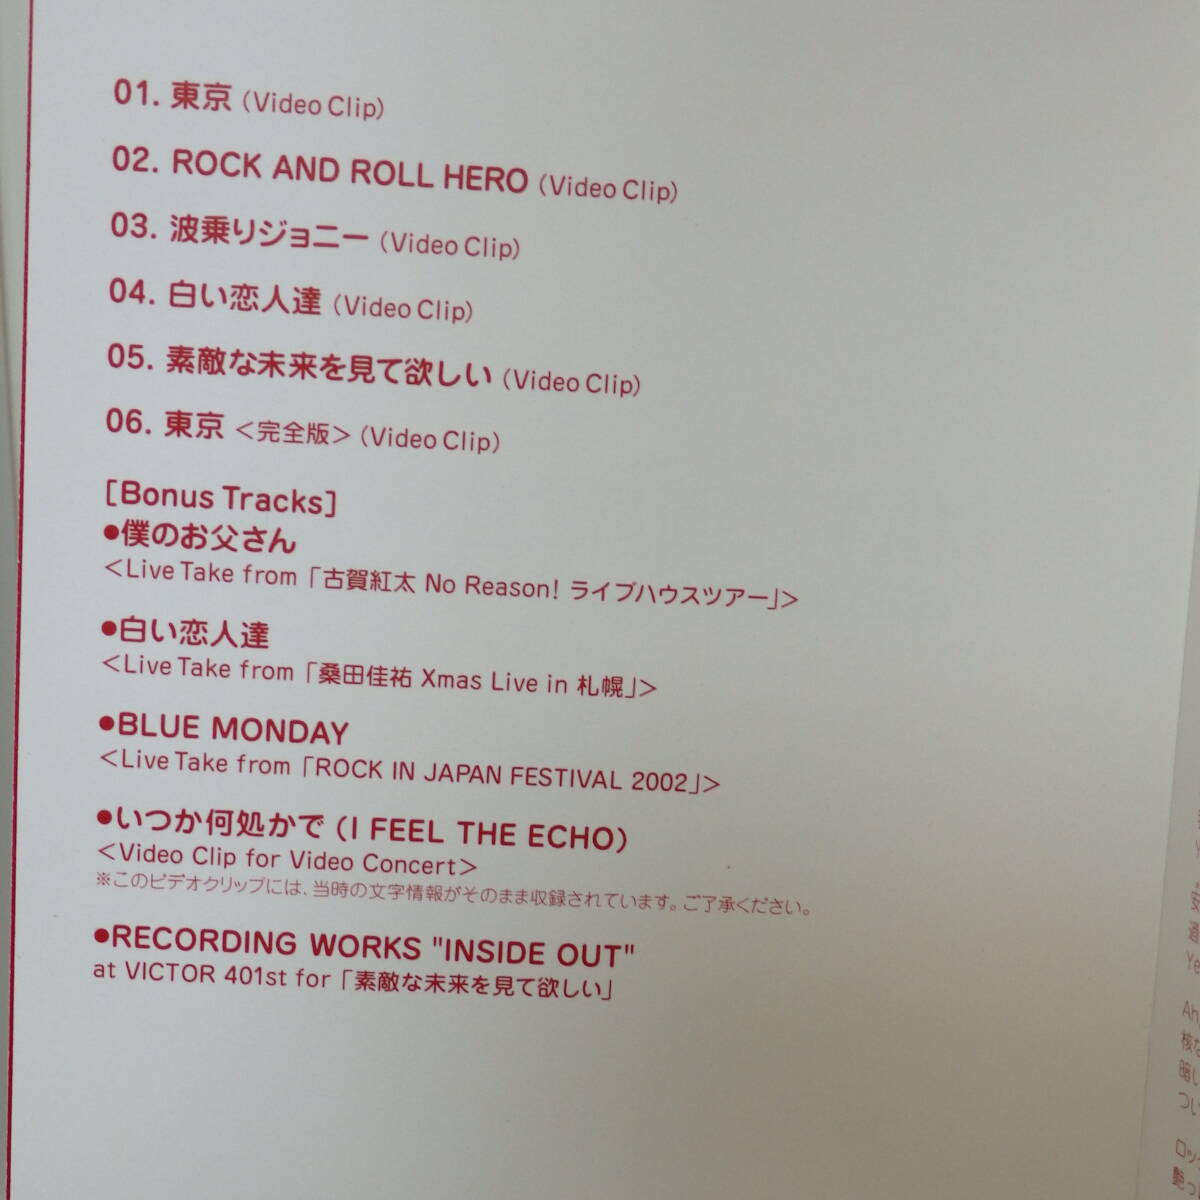 01. 東京 (Video Clip)
02. ROCK AND ROLL HERO (Video Clip)
03. 波乗りジョニー (Video Clip)
04. 白い恋人達 (Video Clip)
05. 素敵な未来を見て欲しい (Video Clip)
06. 東京 <完全版> (Video Clip)
[Bonus Tracks]
●僕のお父さん
<Live Take from「古賀紅太 No Reason! ライブハウスツアー」>
●白い恋人達
<Live Take from「桑田佳祐 Xmas Live in 札幌」>
●BLUE MONDAY
<Live Take from「ROCK IN JAPAN FESTIVAL 2002」>
●いつか何処かで (I FEEL THE ECHO)
<Video Clip for Video Concert>
※このビデオクリップには、当時の文字情報がそのまま収録されています。ご了承ください。
●RECORDING WORKS "INSIDE OUT"
at VICTOR 401st for「素敵な未来を見て欲しい」
Ah
暗い